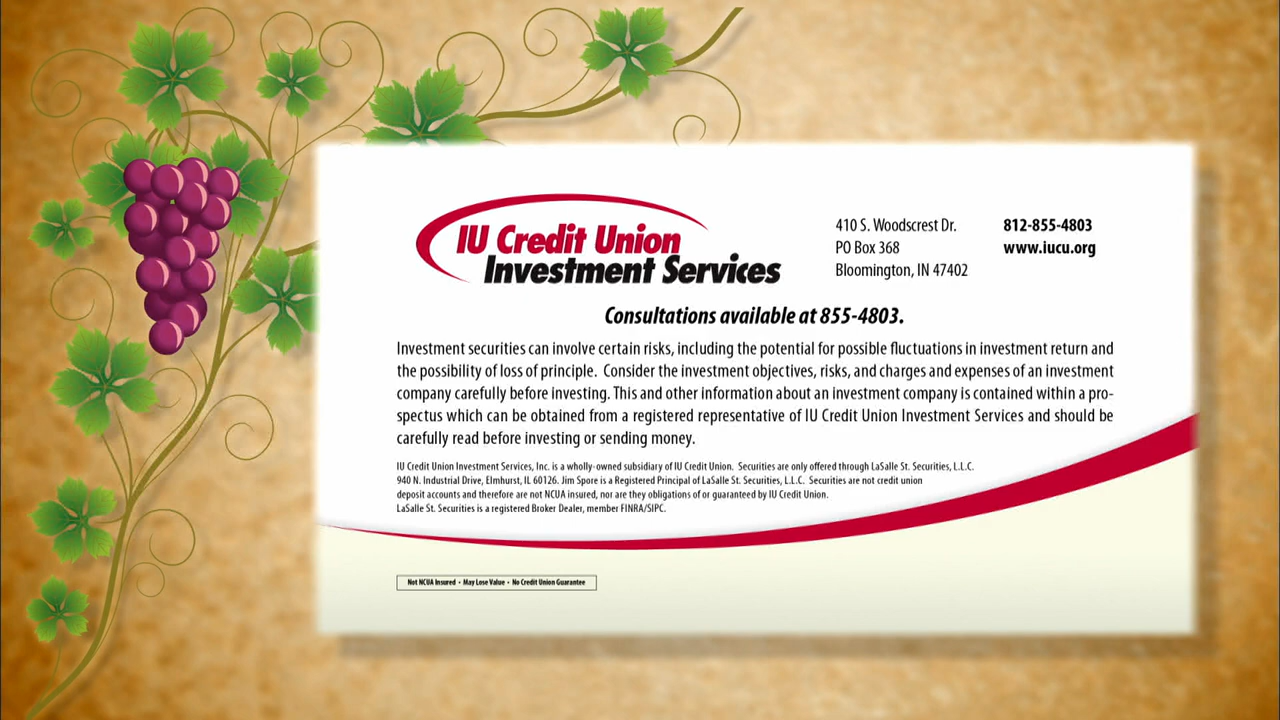 IU Credit Union
Investment Services
410 S. Woodscrest Dr.
PO Box 368
Bloomington, IN 47402
812-855-4803
www.iucu.org
Consultations available at 855-4803.
Investment securities can involve certain risks, including the potential for possible fluctuations in investment return and
the possibility of loss of principle. Consider the investment objectives, risks, and charges and expenses of an investment
company carefully before investing. This and other information about an investment company is contained within a pro-
spectus which can be obtained from a registered representative of IU Credit Union Investment Services and should be
carefully read before investing or sending money.
IU Credit Union Investment Services, Inc. is a wholly-owned subsidiary of IU Credit Union. Securities are only offered through LaSalle St. Securities, L.L.C.
940 N. Industrial Drive, Elmhurst, IL 60126. Jim Spore is a Registered Principal of LaSalle St. Securities, L.L.C. Securities are not credit union
deposit accounts and therefore are not NCUA insured, nor are they obligations of or guaranteed by IU Credit Union.
LaSalle St. Securities is a registered Broker Dealer, member FINRA/SIPC.
Not NCUA Insured • May Lose Value • No Credit Union Guarantee